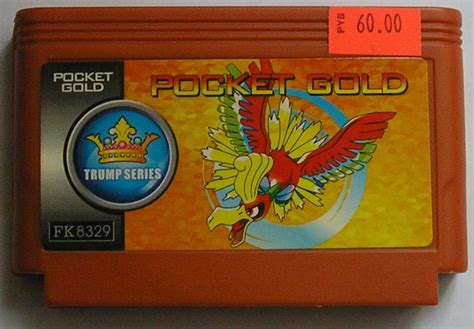 РУБ 60.00
POCKET GOLD
POCKET
GOLD
TRUMP SERIES
FK8329